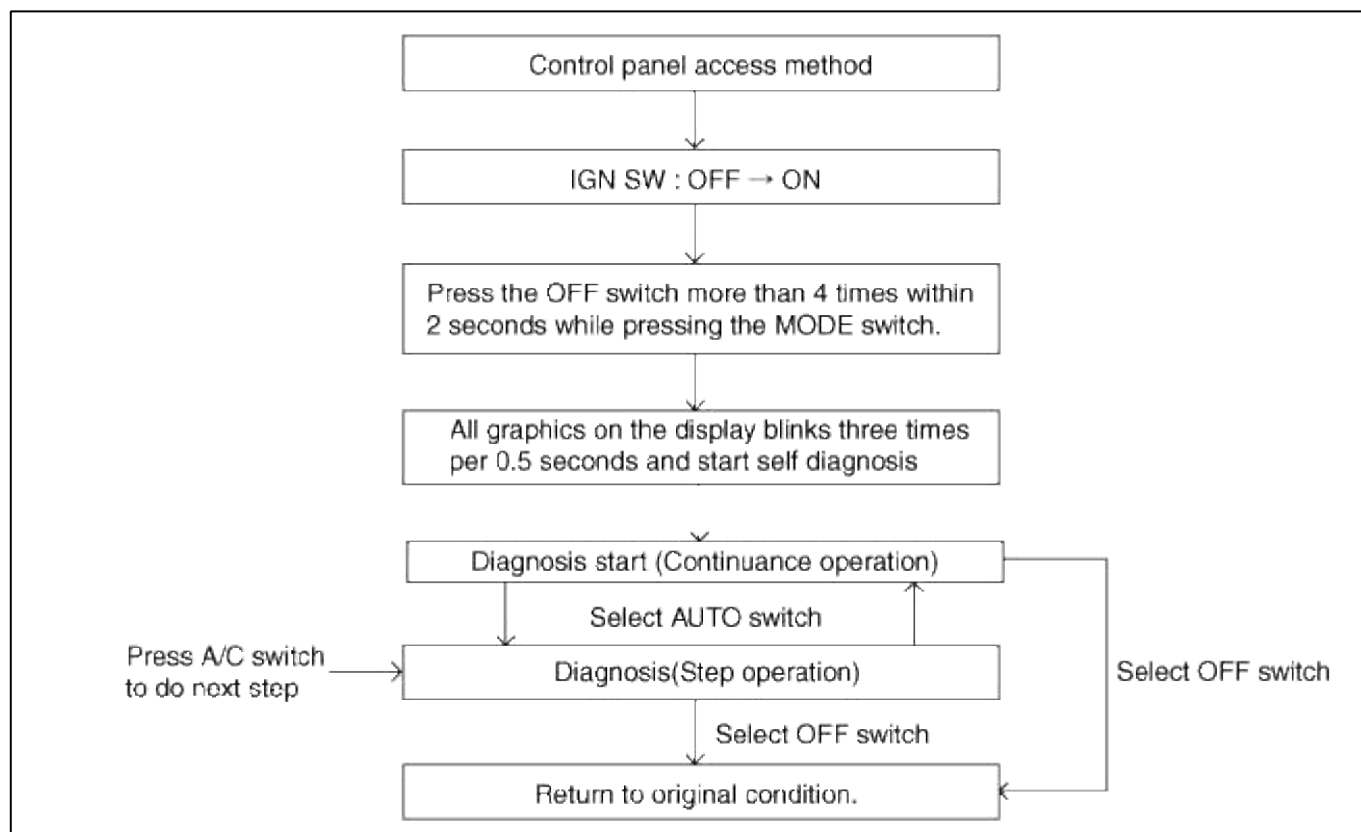 Control panel access method
IGN SW : OFF → ON
Press the OFF switch more than 4 times within
2 seconds while pressing the MODE switch.
All graphics on the display blinks three times
per 0.5 seconds and start self diagnosis
Diagnosis start (Continuance operation)
Select AUTO switch
Press A/C switch
to do next step
Diagnosis(Step operation)
Select OFF switch
Select OFF switch
Return to original condition.